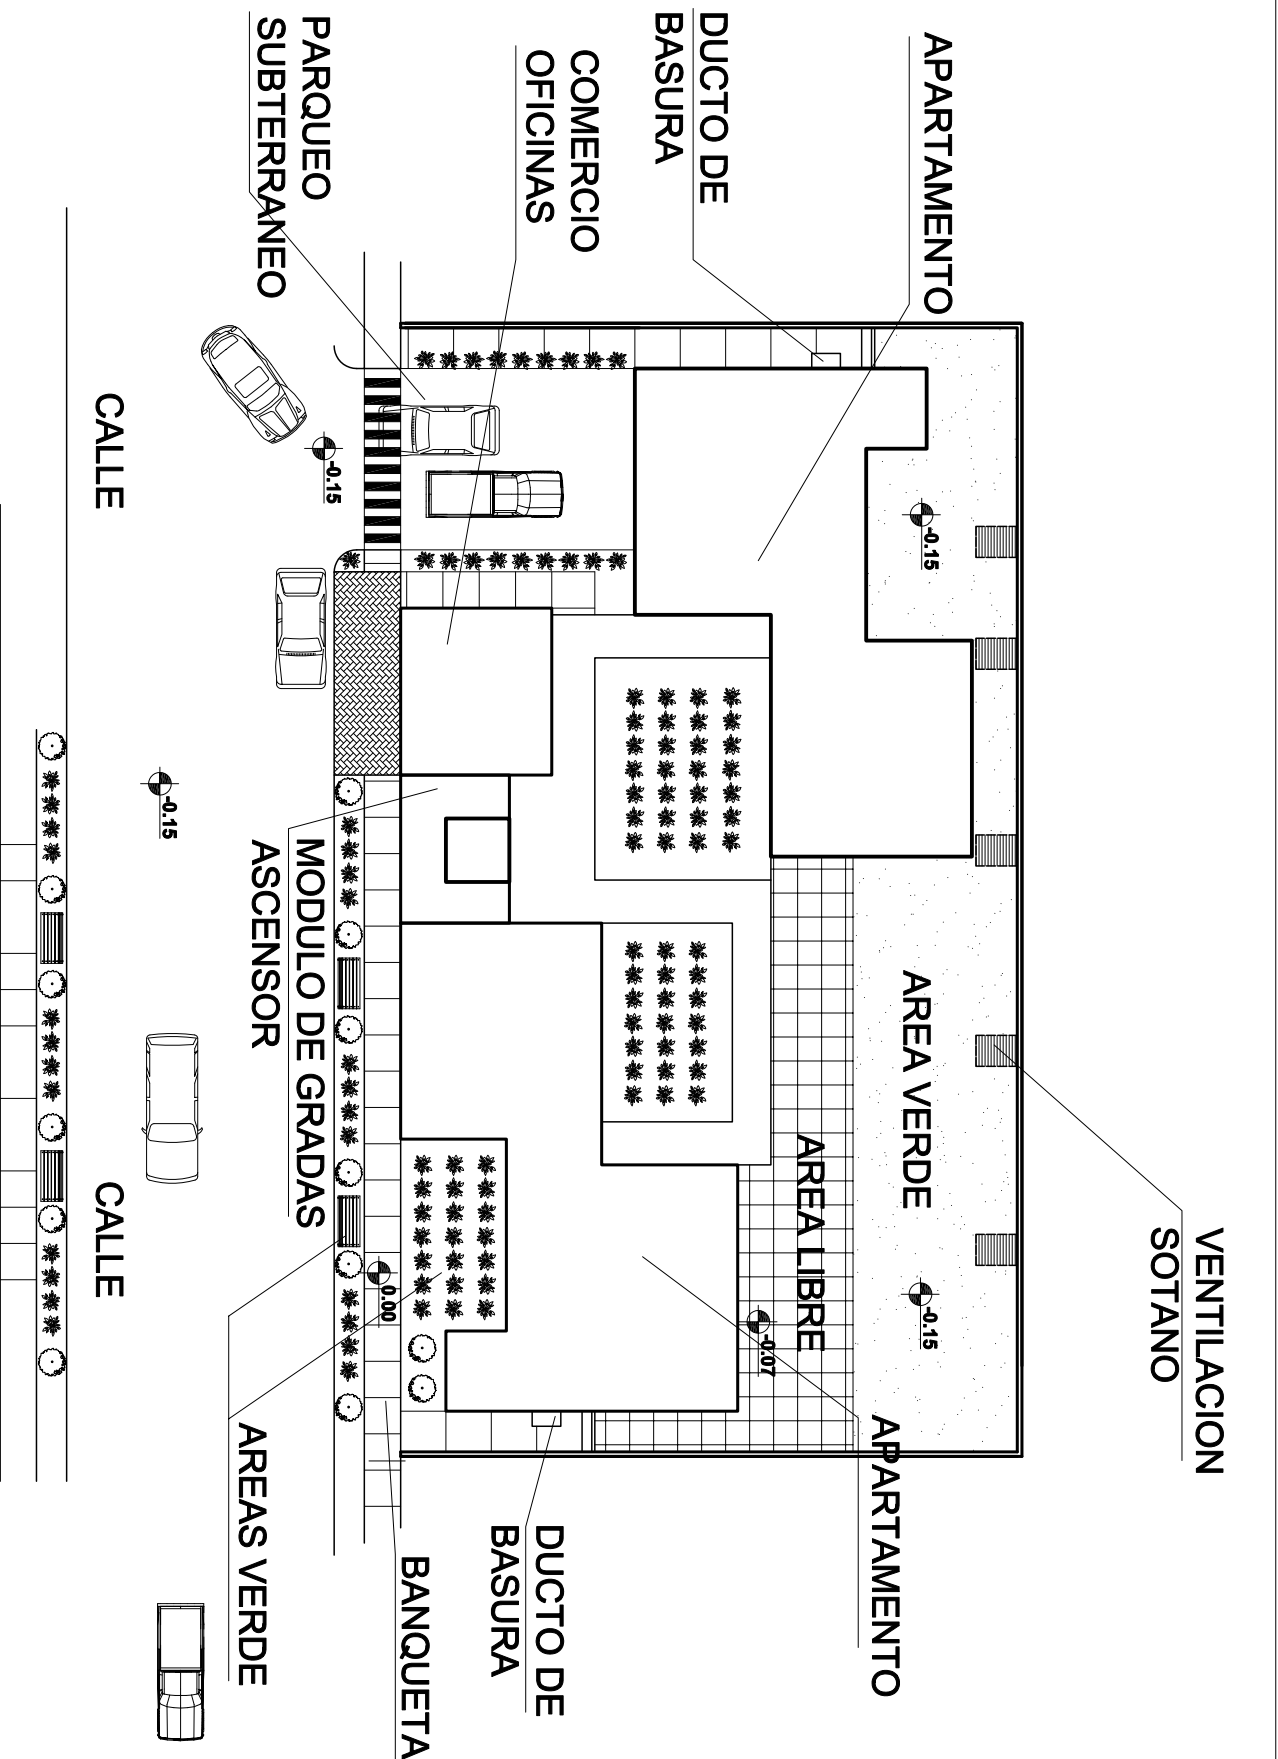 VENTILACION
SOTANO
APARTAMENTO
DUCTO DE
BASURA
COMERCIO
OFICINAS
PARQUEO
SUBTERRANEO
-0.15
AREA VERDE
-0.15
AREA LIBRE
-0.07
APARTAMENTO
DUCTO DE
BASURA
BANQUETA
0.00
-0.15
MODULO DE GRADAS
ASCENSOR
AREAS VERDE
-0.15
CALLE
CALLE